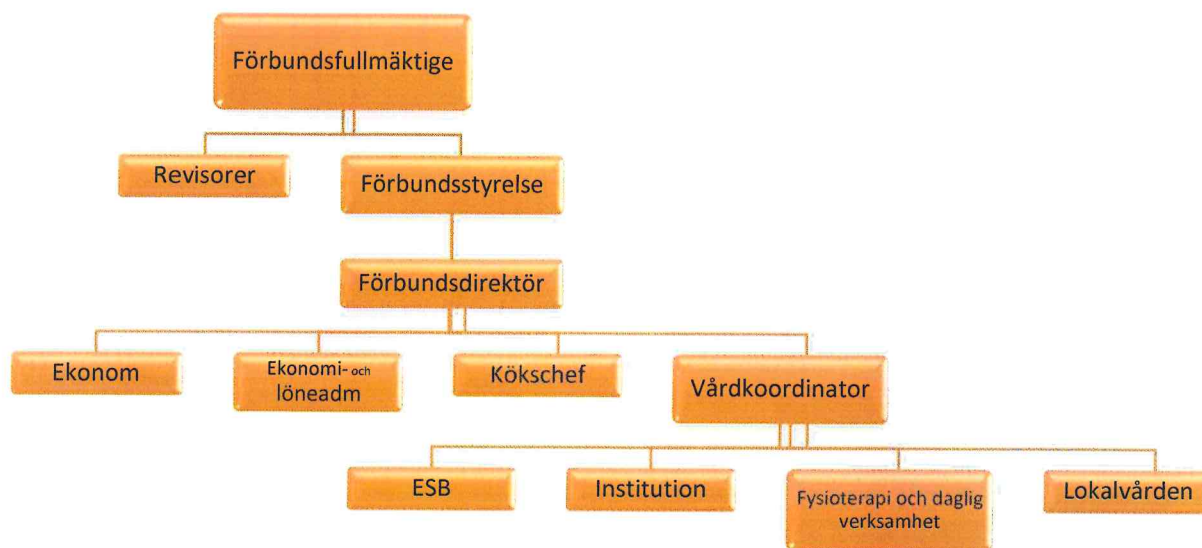 Förbundsfullmäktige
Revisorer
Förbundsstyrelse
Förbundsdirektör
Ekonom
Ekonomi- och
löneadm
Kökschef
Vårdkoordinator
ESB
Institution
Fysioterapi och daglig
verksamhet
Lokalvården